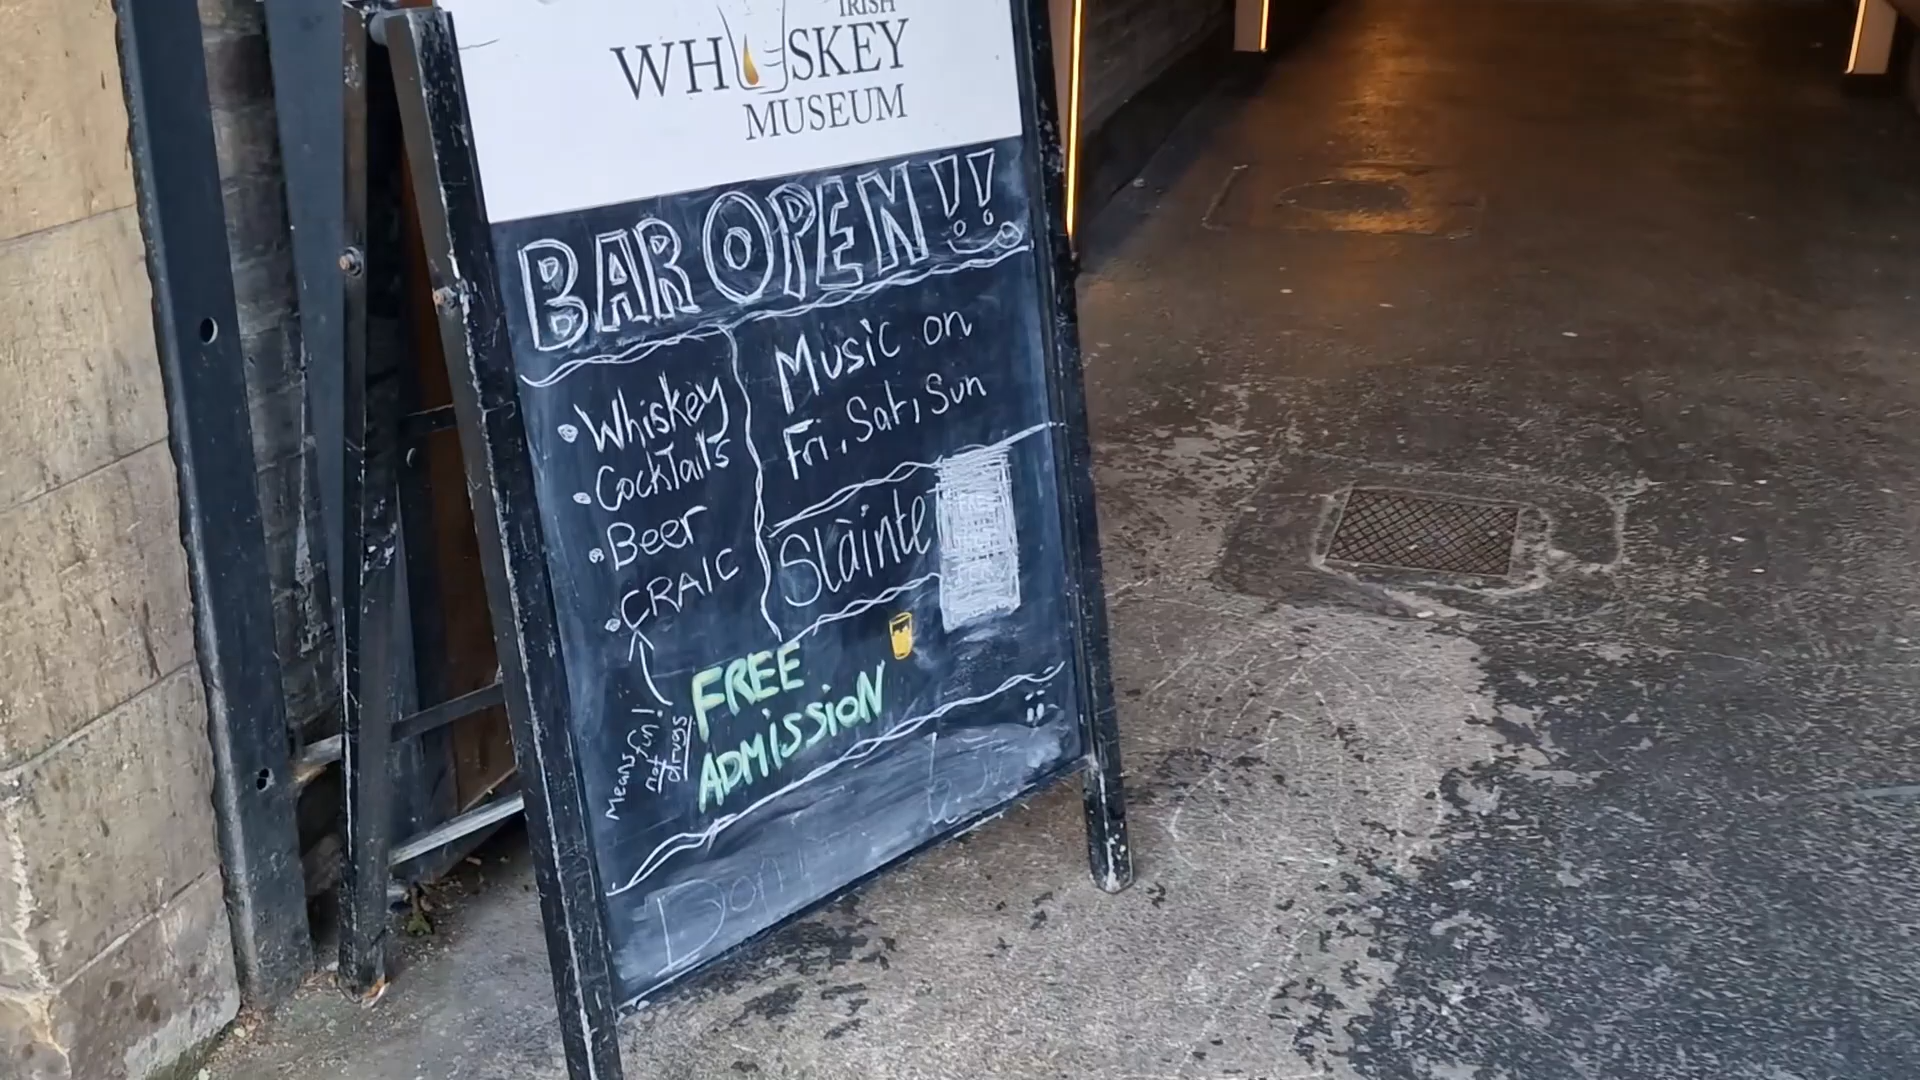 IRISH
WHISKEY
MUSEUM
BAR OPEN!!
• Whiskey
• Cocktails
• Beer
• CRAIC
Means fun!
not drugs
Music on
Fri, Sat, Sun
Slàinte
FREE
ADMISSION